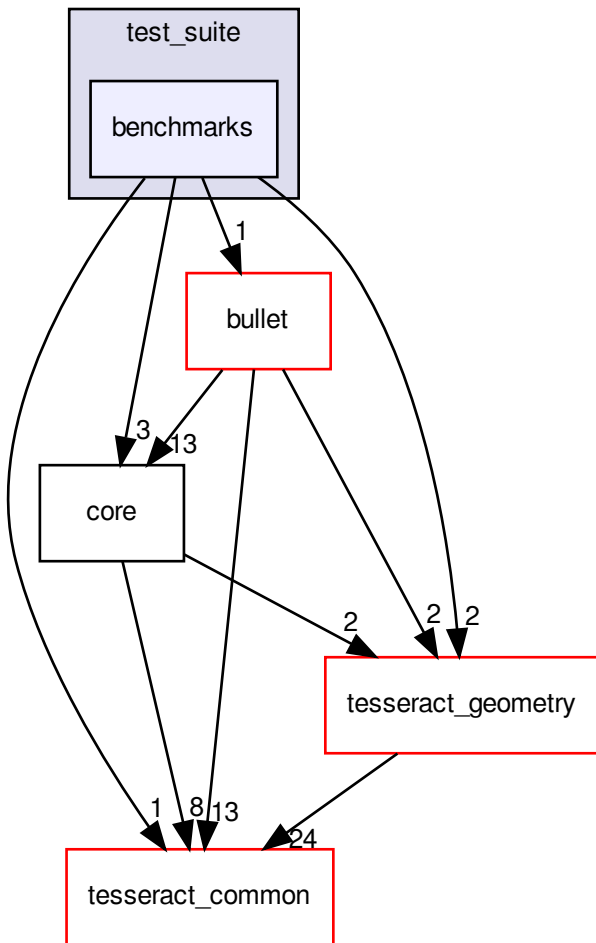 test_suite
benchmarks
1
bullet
3
13
core
2
2
2
tesseract_geometry
1
8
13
24
tesseract_common